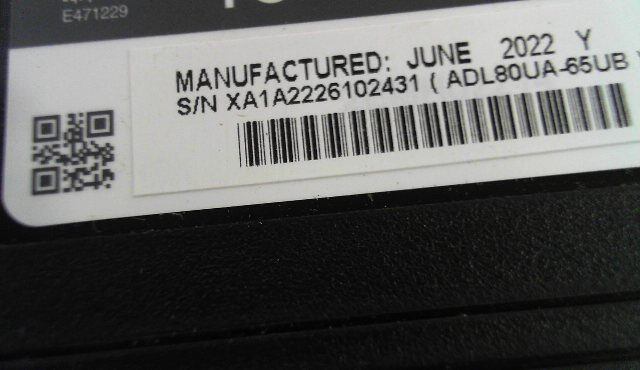 E471229
MANUFACTURED: JUNE 2022 Y
S/N XA1A2226102431 ( ADL80UA-65UB